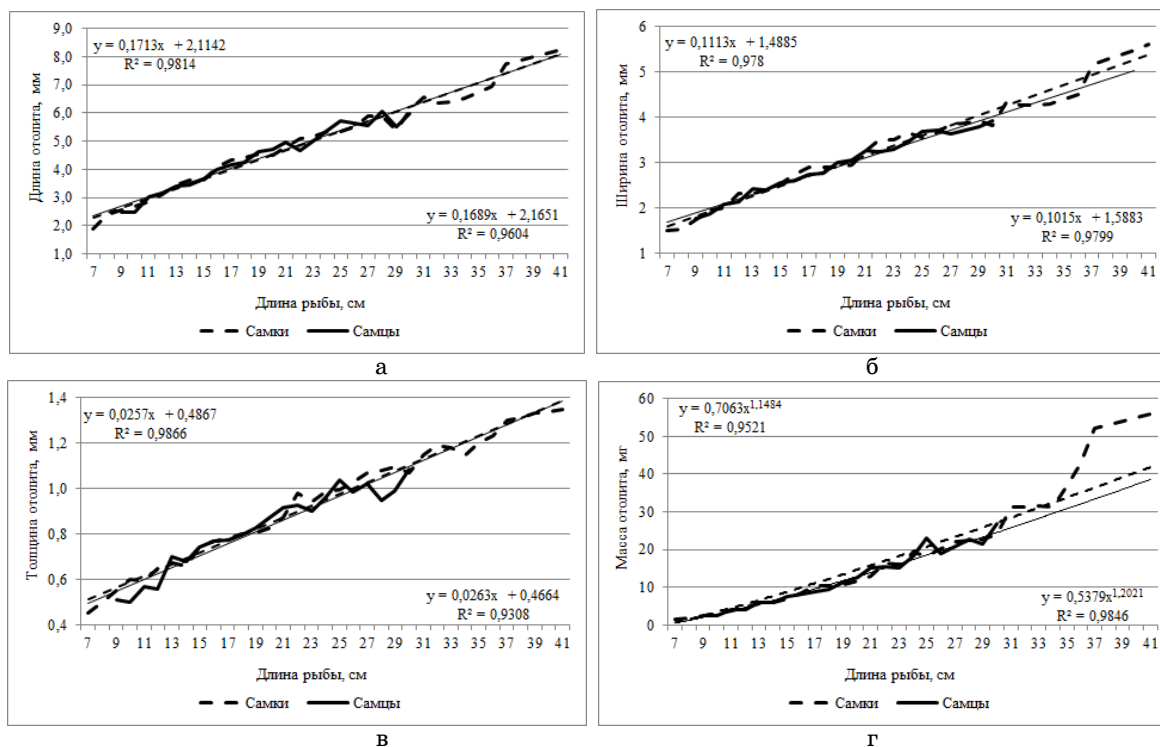 9,0
8,0
7,0
6,0
5,0
4,0
3,0
2,0
1,0
Длина отолита, мм
y = 0,1713x + 2,1142
R² = 0,9814
y = 0,1689x + 2,1651
R² = 0,9604
7 9 11 13 15 17 19 21 23 25 27 29 31 33 35 37 39 41
Длина рыбы, см
Самки Самцы
а
6
5
4
3
2
1
Ширина отолита, мм
y = 0,1113x + 1,4885
R² = 0,978
y = 0,1015x + 1,5883
R² = 0,9799
7 9 11 13 15 17 19 21 23 25 27 29 31 33 35 37 39 41
Длина рыбы, см
Самки Самцы
б
1,4
1,2
1,0
0,8
0,6
0,4
Толщина отолита, мм
y = 0,0257x + 0,4867
R² = 0,9866
y = 0,0263x + 0,4664
R² = 0,9308
7 9 11 13 15 17 19 21 23 25 27 29 31 33 35 37 39 41
Длина рыбы, см
Самки Самцы
в
60
50
40
30
20
10
0
Масса отолита, мг
y = 0,7063x^1,1484
R² = 0,9521
y = 0,5379x^1,2021
R² = 0,9846
7 9 11 13 15 17 19 21 23 25 27 29 31 33 35 37 39 41
Длина рыбы, см
Самки Самцы
г